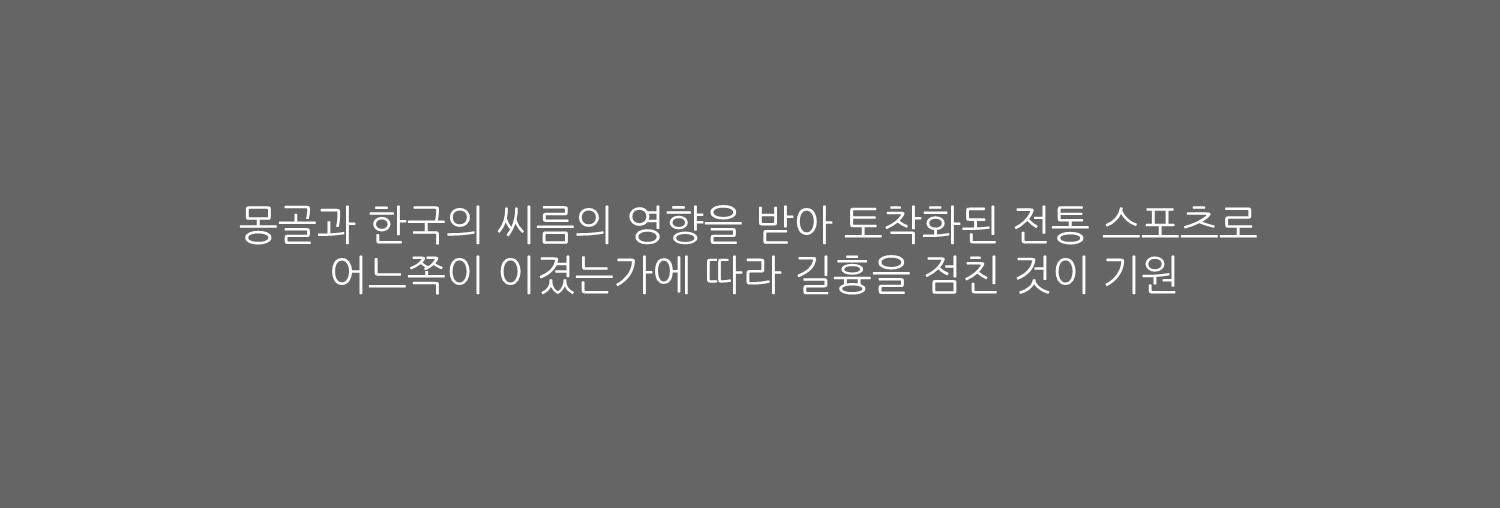 몽골과 한국의 씨름의 영향을 받아 토착화된 전통 스포츠로
어느쪽이 이겼는가에 따라 길흉을 점친 것이 기원